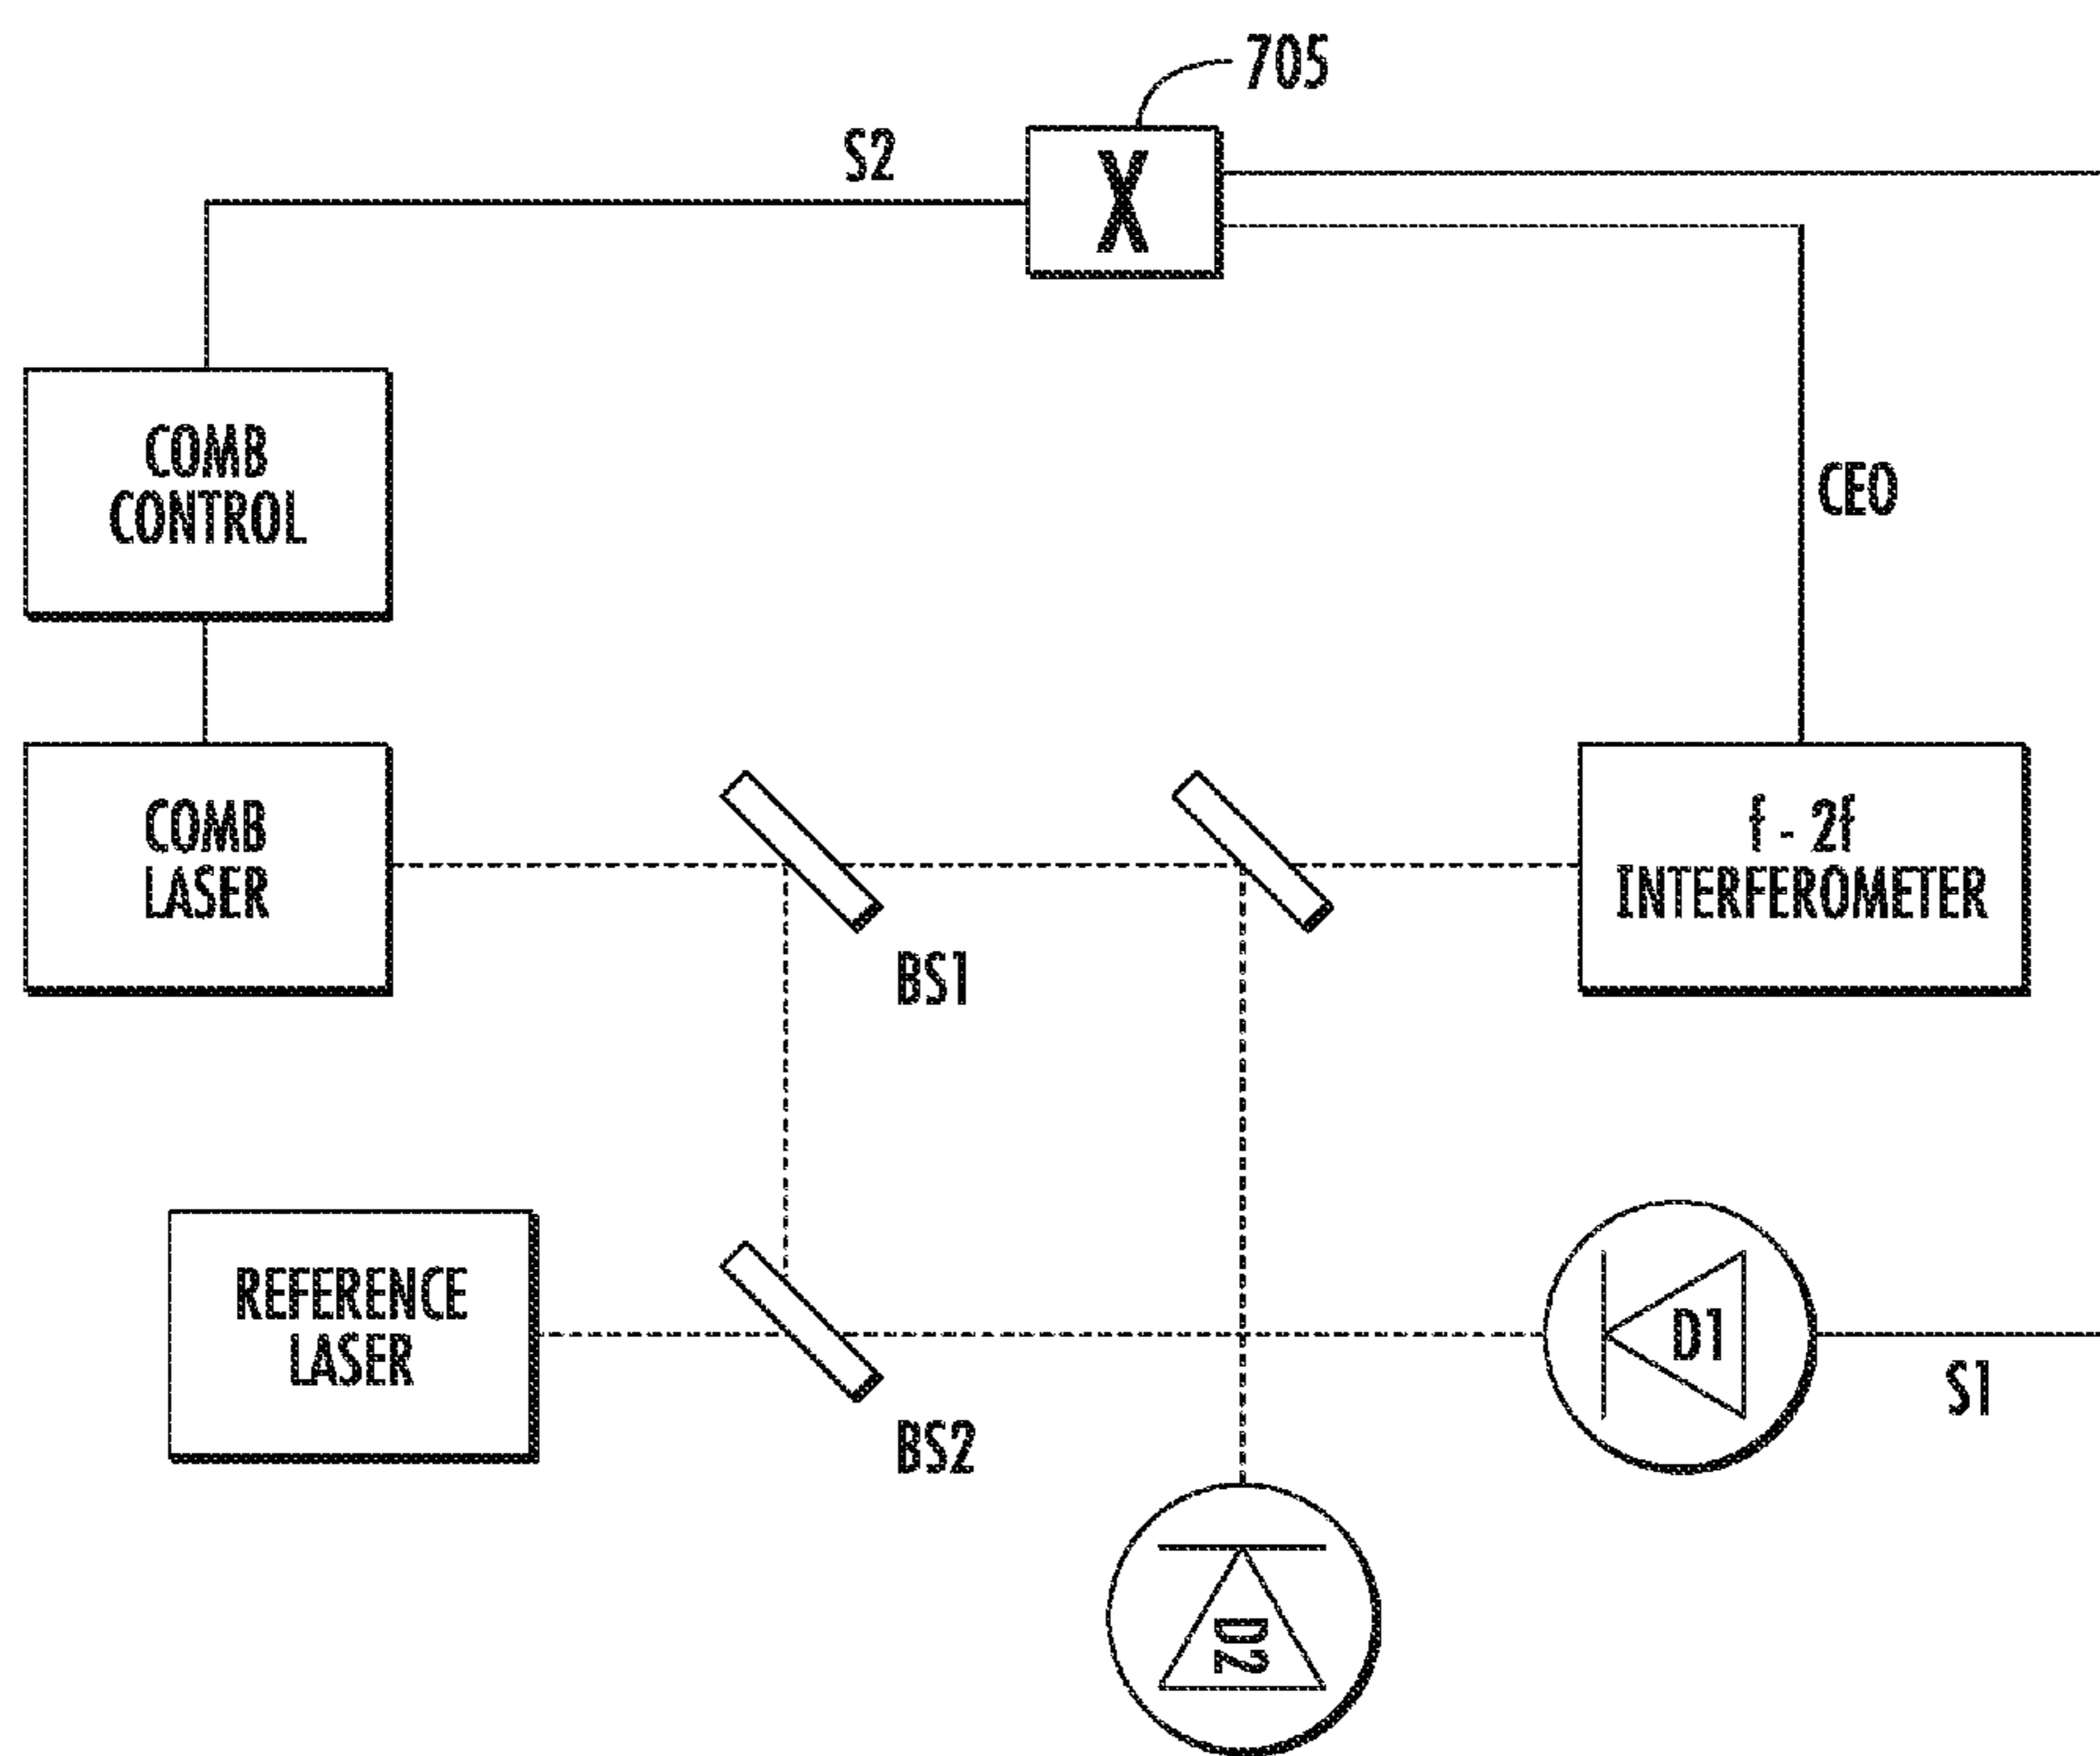 705
S2
X
COMB
CONTROL
CEO
COMB
LASER
f - 2f
INTERFEROMETER
BS1
REFERENCE
LASER
D1
S1
BS2
D2